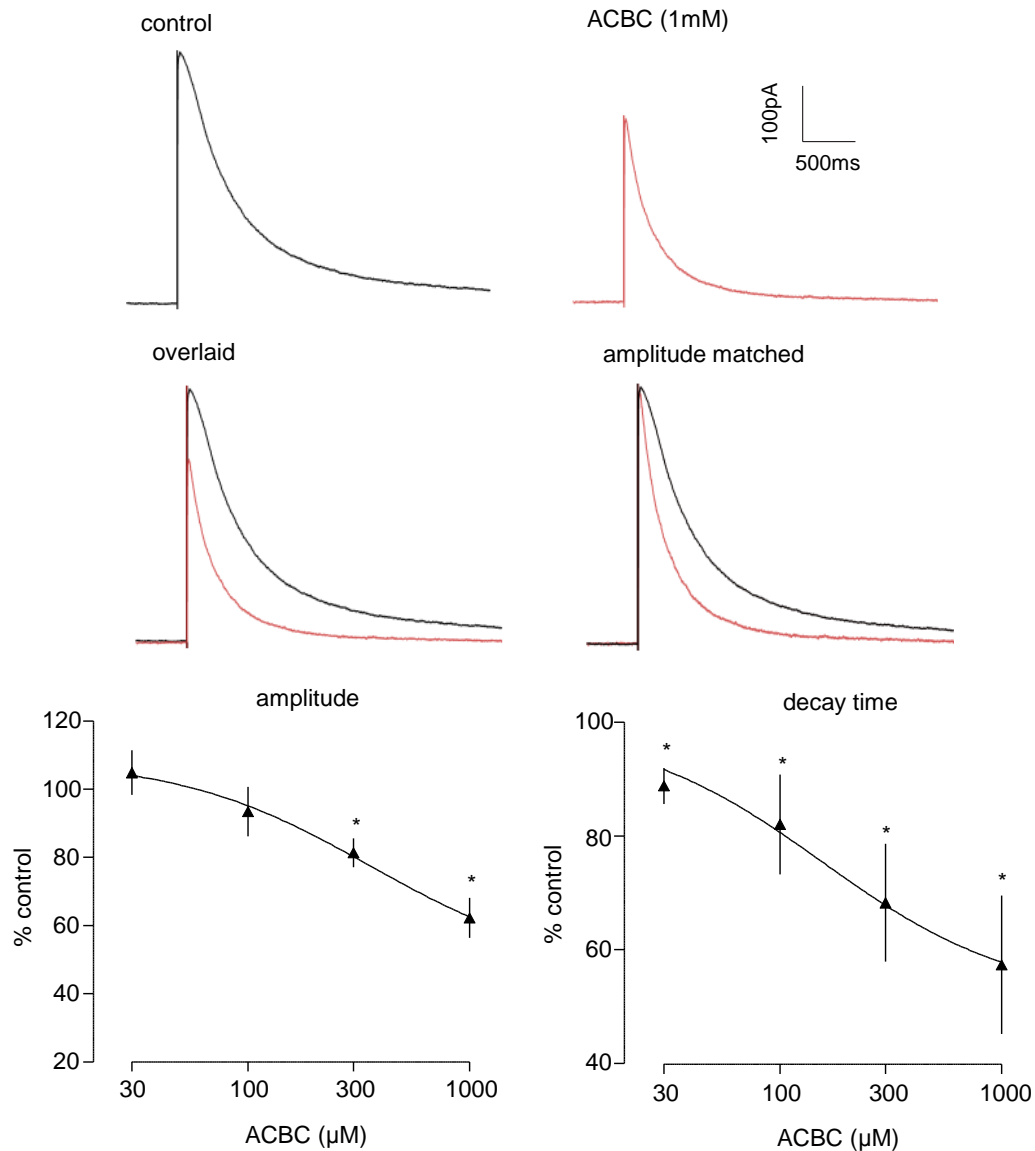 control
ACBC (1mM)
100pA
500ms
overlaid
amplitude matched
amplitude
120
100
80
60
40
20
% control
*
*
30 100 300 1000
ACBC (µM)
decay time
100
80
60
40
% control
*
*
*
*
30 100 300 1000
ACBC (µM)